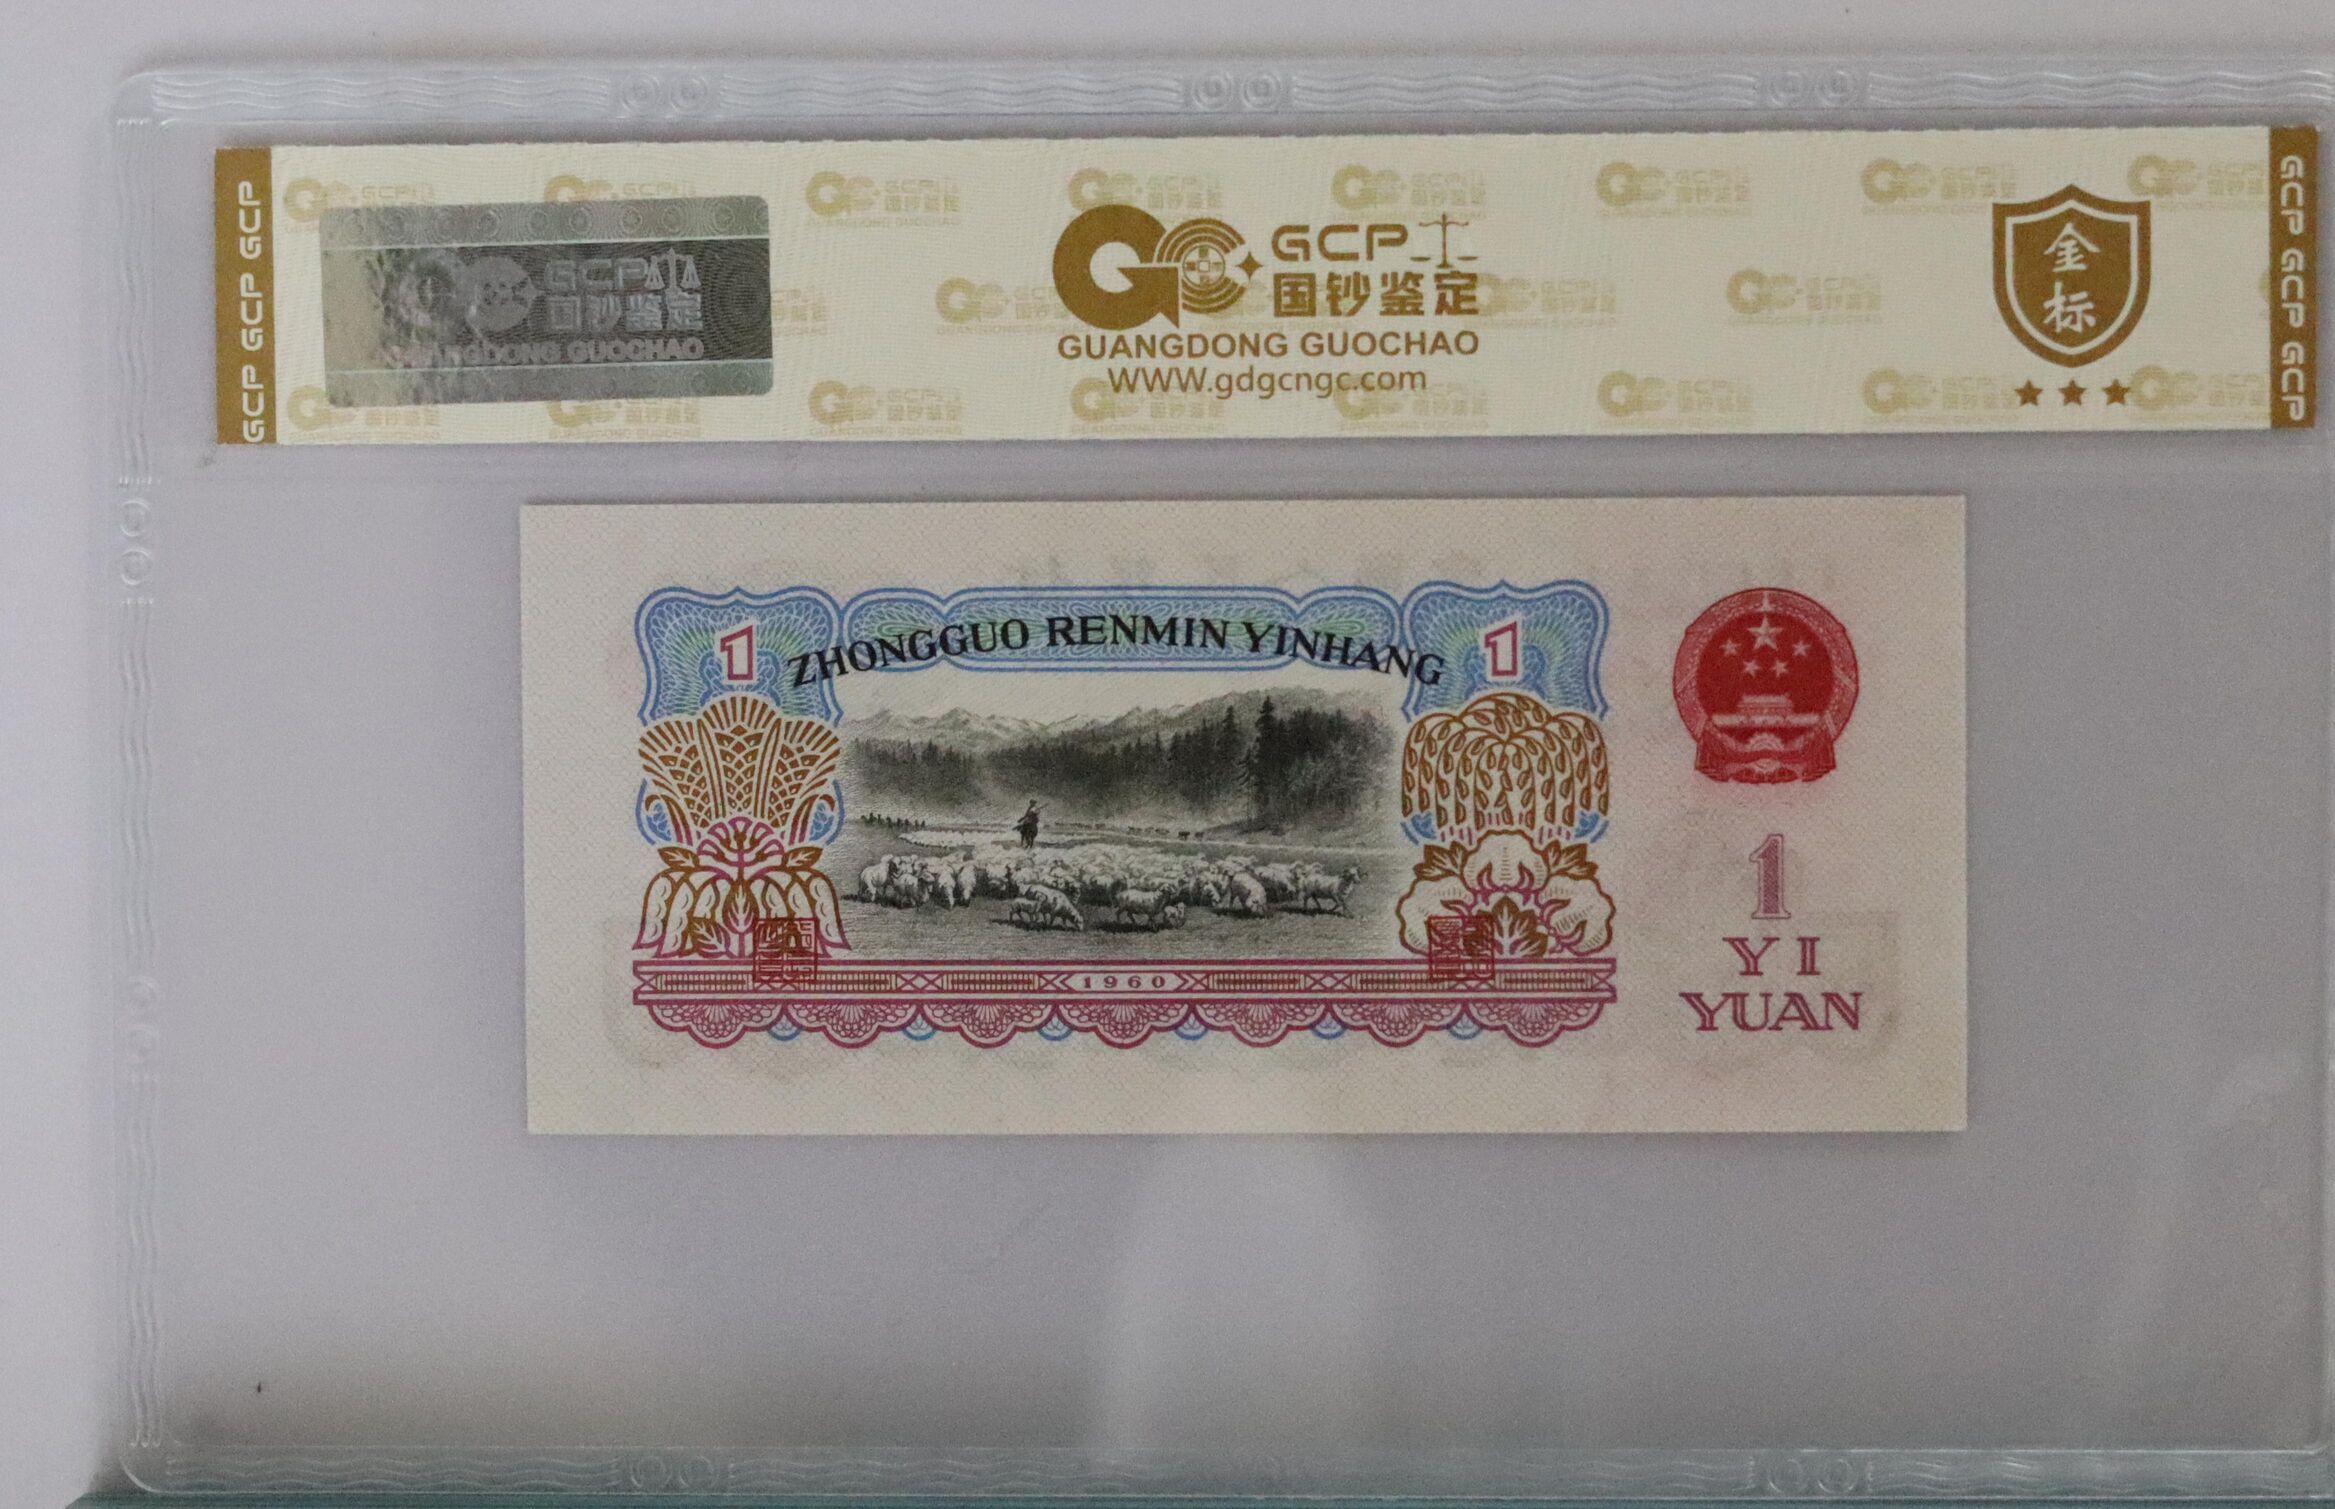 GCP GCP GCP
GCP
国钞鉴定
GUANGDONG GUOCHAO
GCP
国钞鉴定
GUANGDONG GUOCHAO
WWW.gdgcngc.com
金
标
GCP GCP GCP
1
ZHONGGUO RENMIN YINHANG
1
1960
1
YI
YUAN